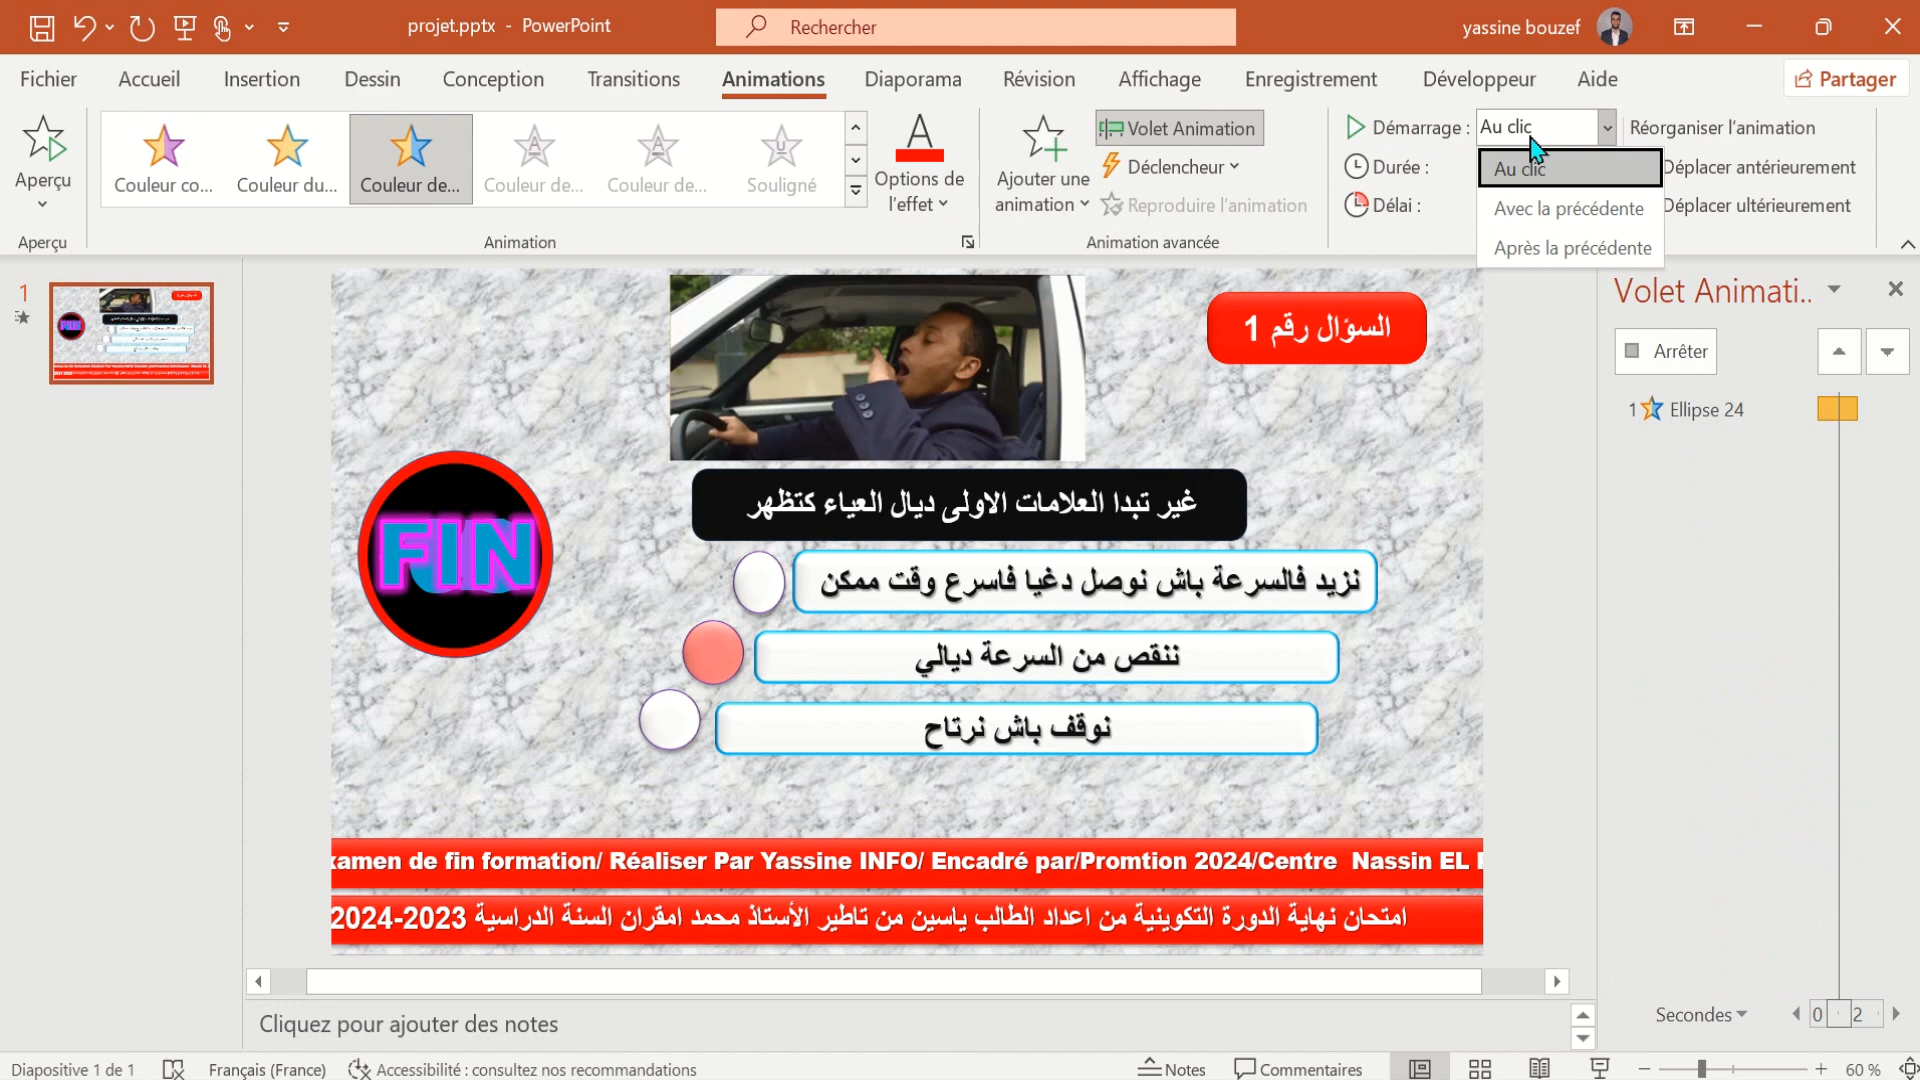 projet.pptx - PowerPoint
Rechercher
yassine bouzef
Fichier Accueil Insertion Dessin Conception Transitions Animations Diaporama Révision Affichage Enregistrement Développeur Aide Partager
Aperçu
Couleur co... Couleur du... Couleur de... Couleur de... Couleur de... Souligné
Options de l'effet
Ajouter une animation
Volet Animation
Déclencheur
Reproduire l'animation
Démarrage : Au clic
Durée :
Délai :
Au clic
Avec la précédente
Après la précédente
Réorganiser l'animation
Déplacer antérieurement
Déplacer ultérieurement
Aperçu Animation Animation avancée
1
Volet Animati..
Arrêter
1 Ellipse 24
السؤال رقم 1
غير تبدا العلامات الاولى ديال العياء كتظهر
FIN
نزيد فالسرعة باش نوصل دغيا فاسرع وقت ممكن
ننقص من السرعة ديالي
نوقف باش نرتاح
xamen de fin formation/ Réaliser Par Yassine INFO/ Encadré par/Promtion 2024/Centre Nassin EL
امتحان نهاية الدورة التكوينية من اعداد الطالب ياسين من تاطير الأستاذ محمد امقران السنة الدراسية 2023-2024
Secondes 0 2
Cliquez pour ajouter des notes
Diapositive 1 de 1 Français (France) Accessibilité : consultez nos recommandations Notes Commentaires 60 %